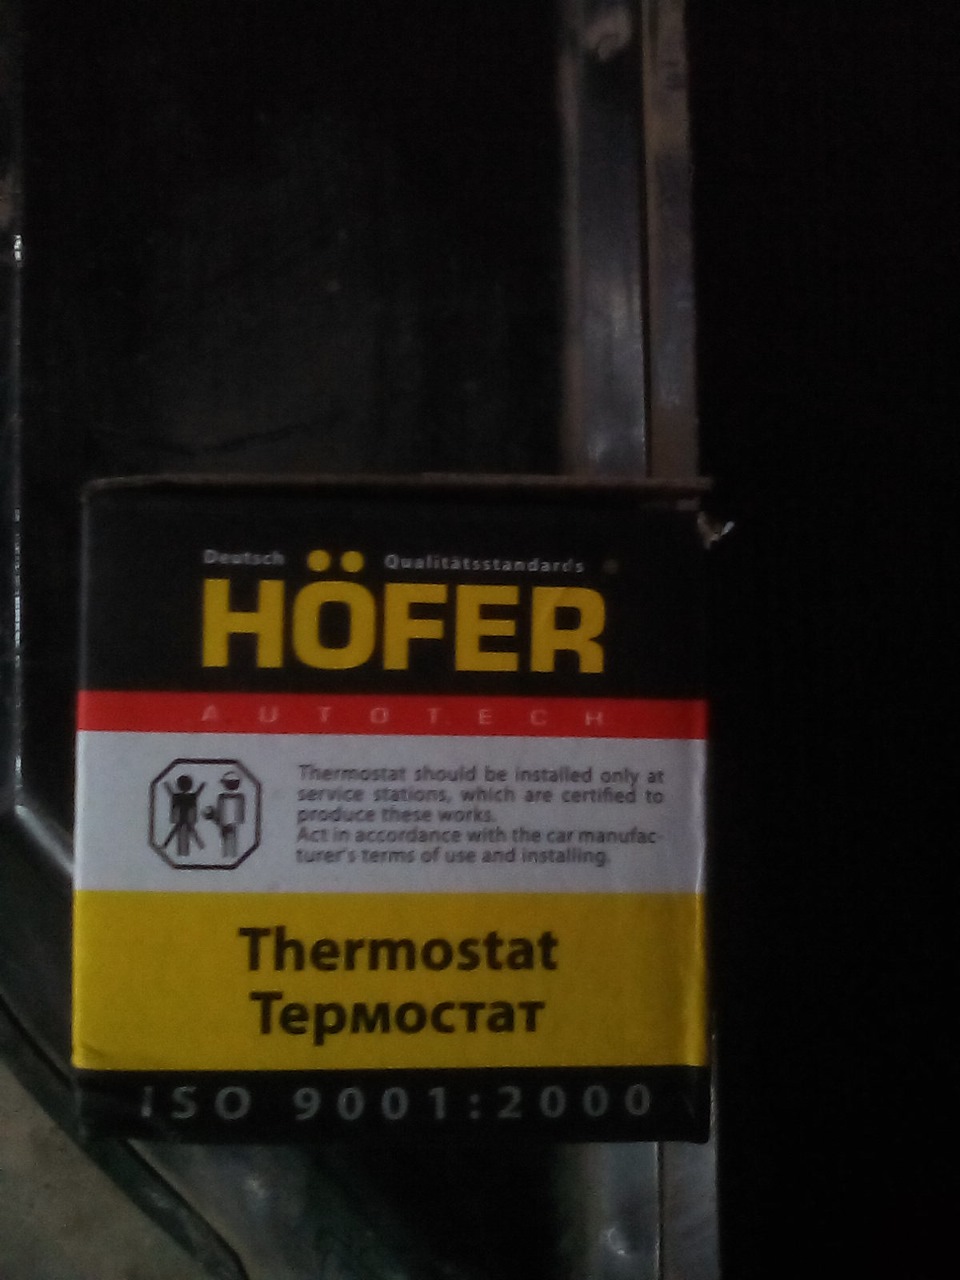 Deutsch Qualitätsstandards
HÖFER
AUTOTECH
Thermostat should be installed only at
service stations, which are certified to
produce these works.
Act in accordance with the car manufac-
turer's terms of use and installing.
Thermostat
Термостат
ISO 9001:2000